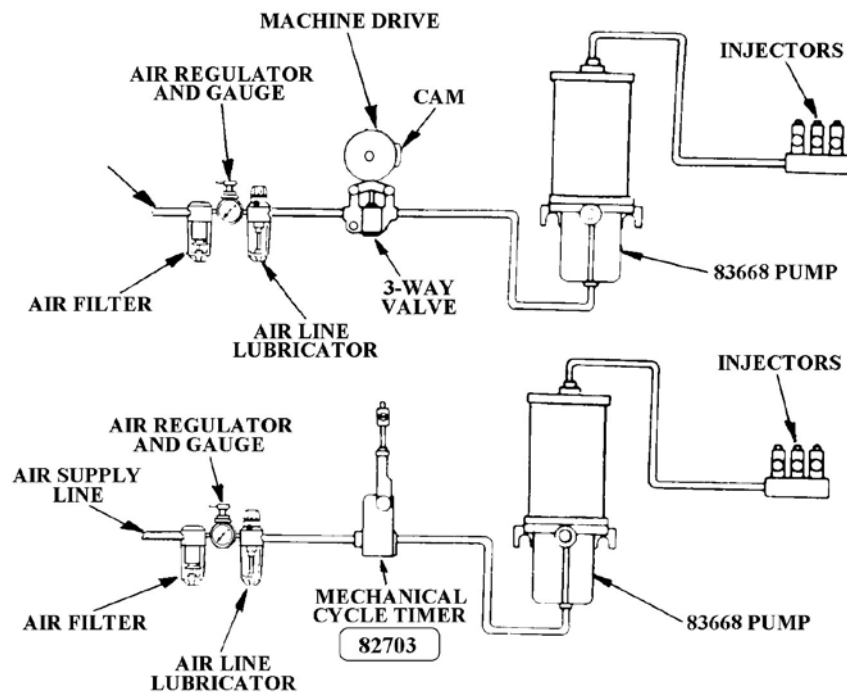 MACHINE DRIVE
AIR REGULATOR
AND GAUGE
CAM
INJECTORS
AIR FILTER
3-WAY
VALVE
83668 PUMP
AIR LINE
LUBRICATOR
INJECTORS
AIR REGULATOR
AND GAUGE
AIR SUPPLY
LINE
AIR FILTER
MECHANICAL
CYCLE TIMER
82703
83668 PUMP
AIR LINE
LUBRICATOR